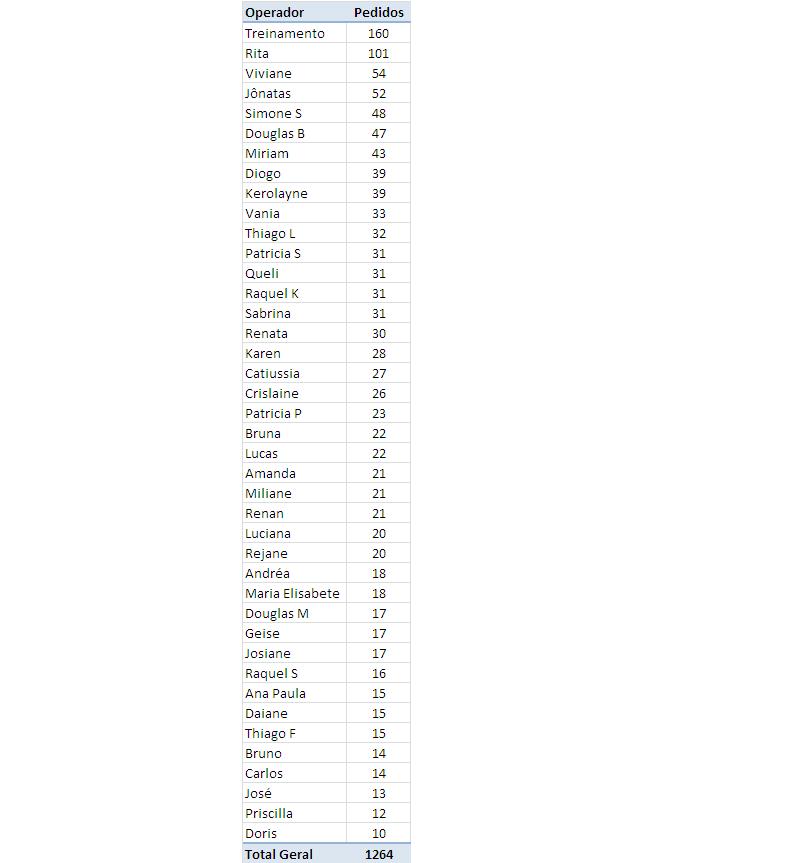 Operador Pedidos
Treinamento 160
Rita 101
Viviane 54
Jônatas 52
Simone S 48
Douglas B 47
Miriam 43
Diogo 39
Kerolayne 39
Vania 33
Thiago L 32
Patricia S 31
Queli 31
Raquel K 31
Sabrina 31
Renata 30
Karen 28
Catiussia 27
Crislaine 26
Patricia P 23
Bruna 22
Lucas 22
Amanda 21
Miliane 21
Renan 21
Luciana 20
Rejane 20
Andréa 18
Maria Elisabete 18
Douglas M 17
Geise 17
Josiane 17
Raquel S 16
Ana Paula 15
Daiane 15
Thiago F 15
Bruno 14
Carlos 14
José 13
Priscilla 12
Doris 10
Total Geral 1264